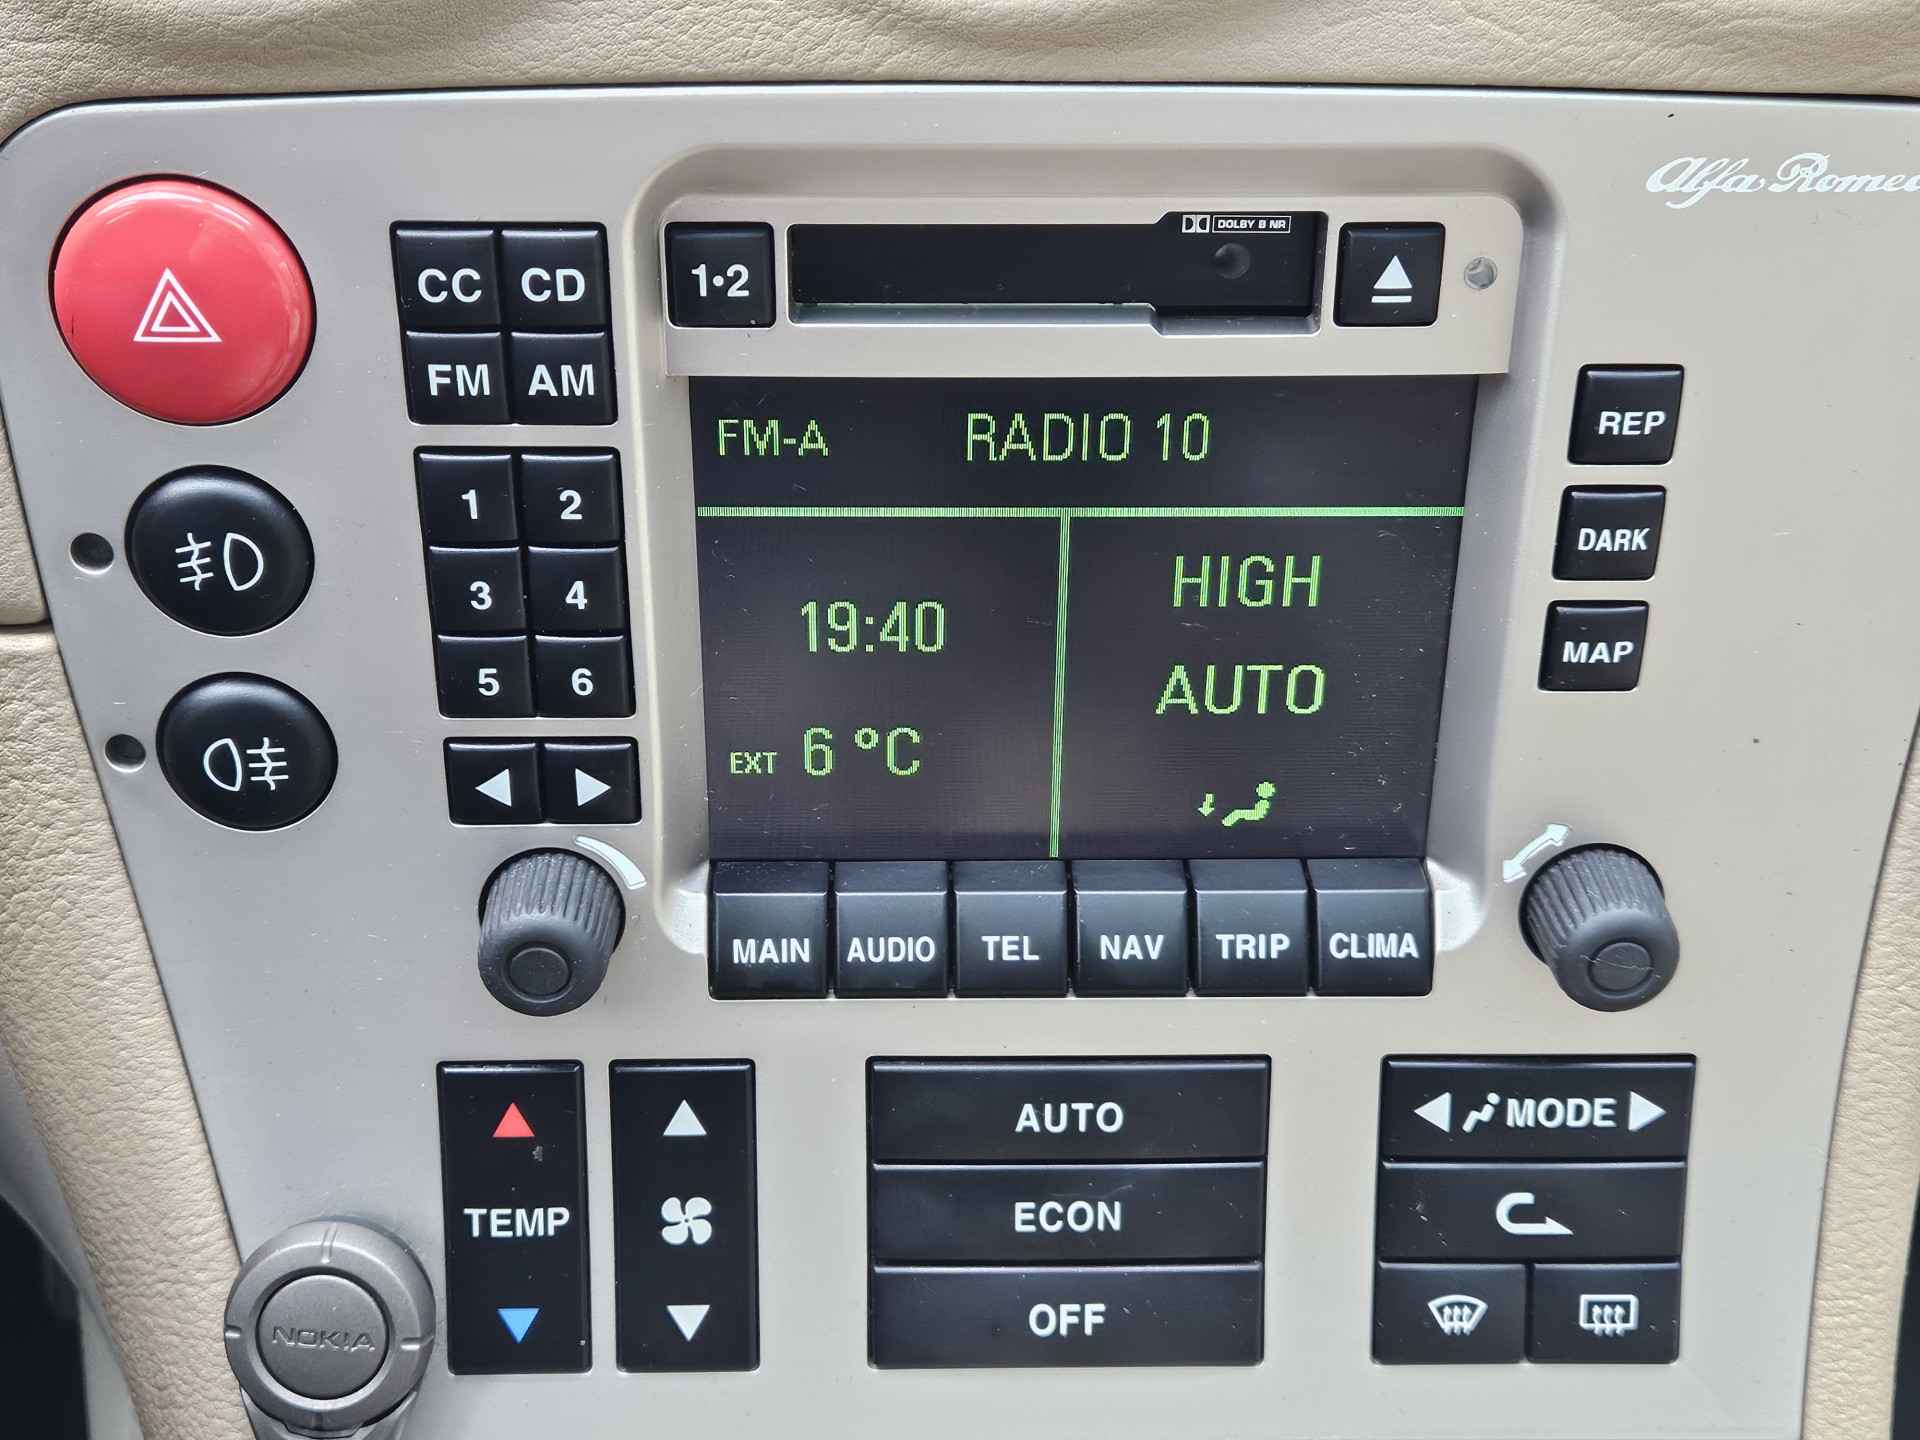 Alfa Romeo
DOLBY B NR
1•2
CC CD
FM AM
FM-A RADIO 10
REP
1 2
DARK
3 4
19:40
HIGH
MAP
5 6
AUTO
EXT 6 °C
MAIN AUDIO TEL NAV TRIP CLIMA
AUTO
MODE
TEMP
ECON
OFF
NOKIA